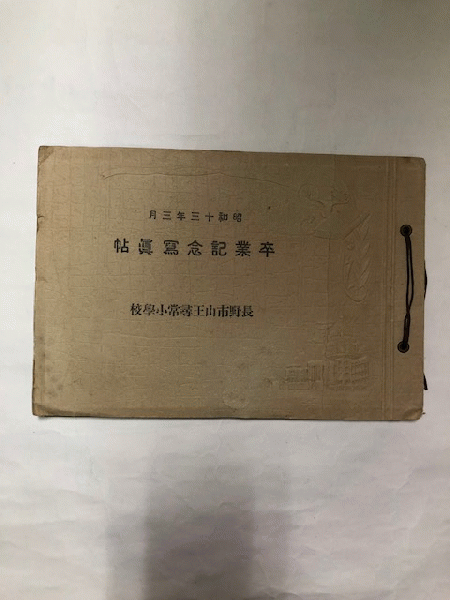 昭和十三年三月
卒業記念寫眞帖
長野市山王尋常小學校